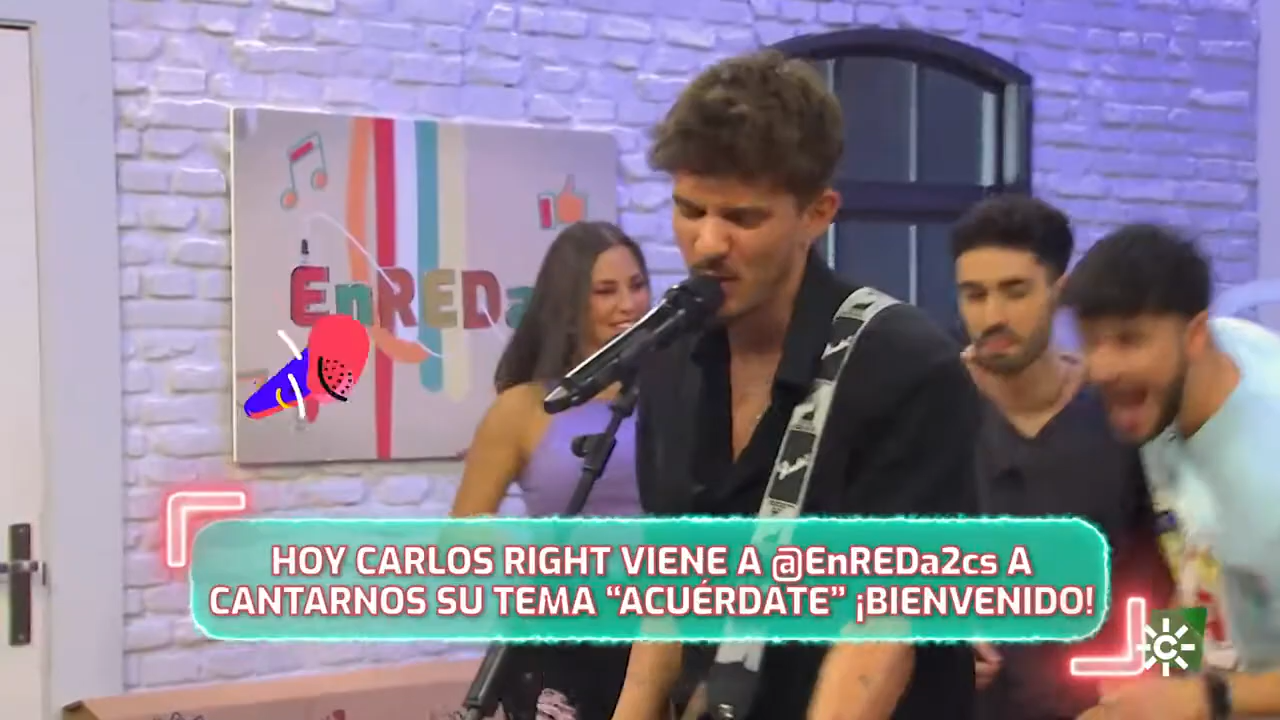 EnREDa
HOY CARLOS RIGHT VIENE A @EnREDa2cs A
CANTARNOS SU TEMA “ACUÉRDATE” ¡BIENVENIDO!